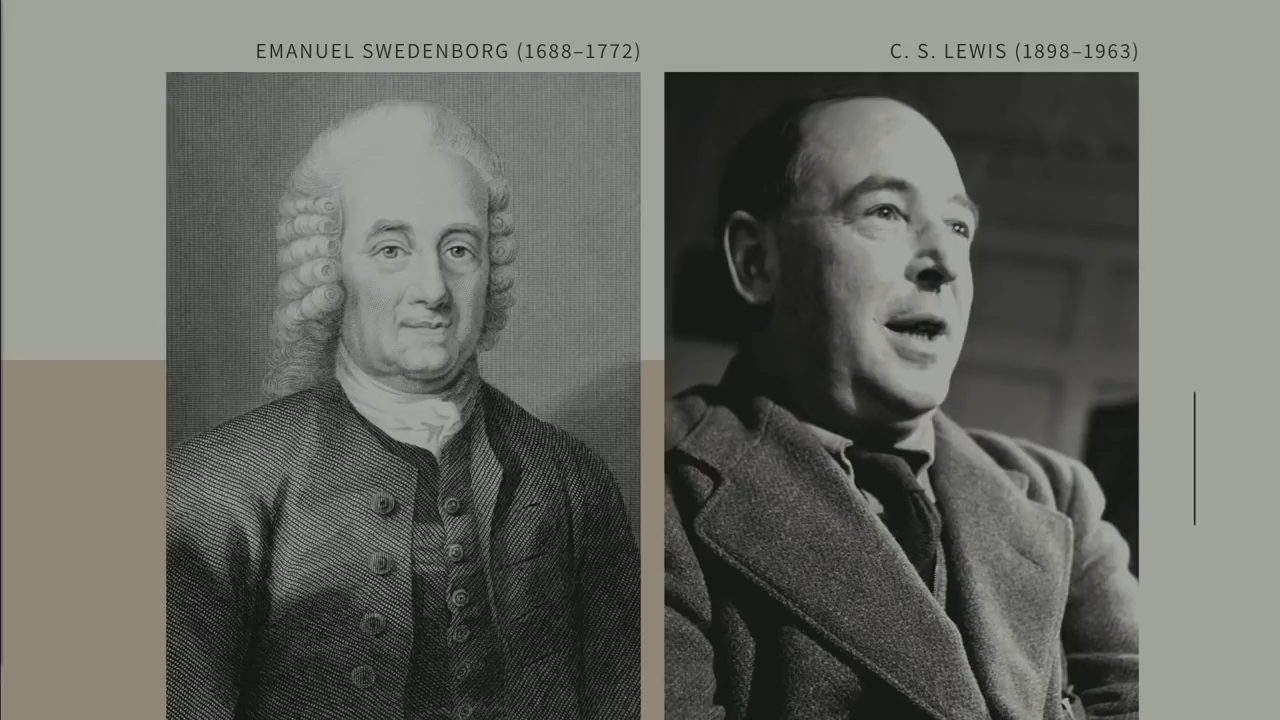 EMANUEL SWEDENBORG (1688–1772)
C. S. LEWIS (1898–1963)